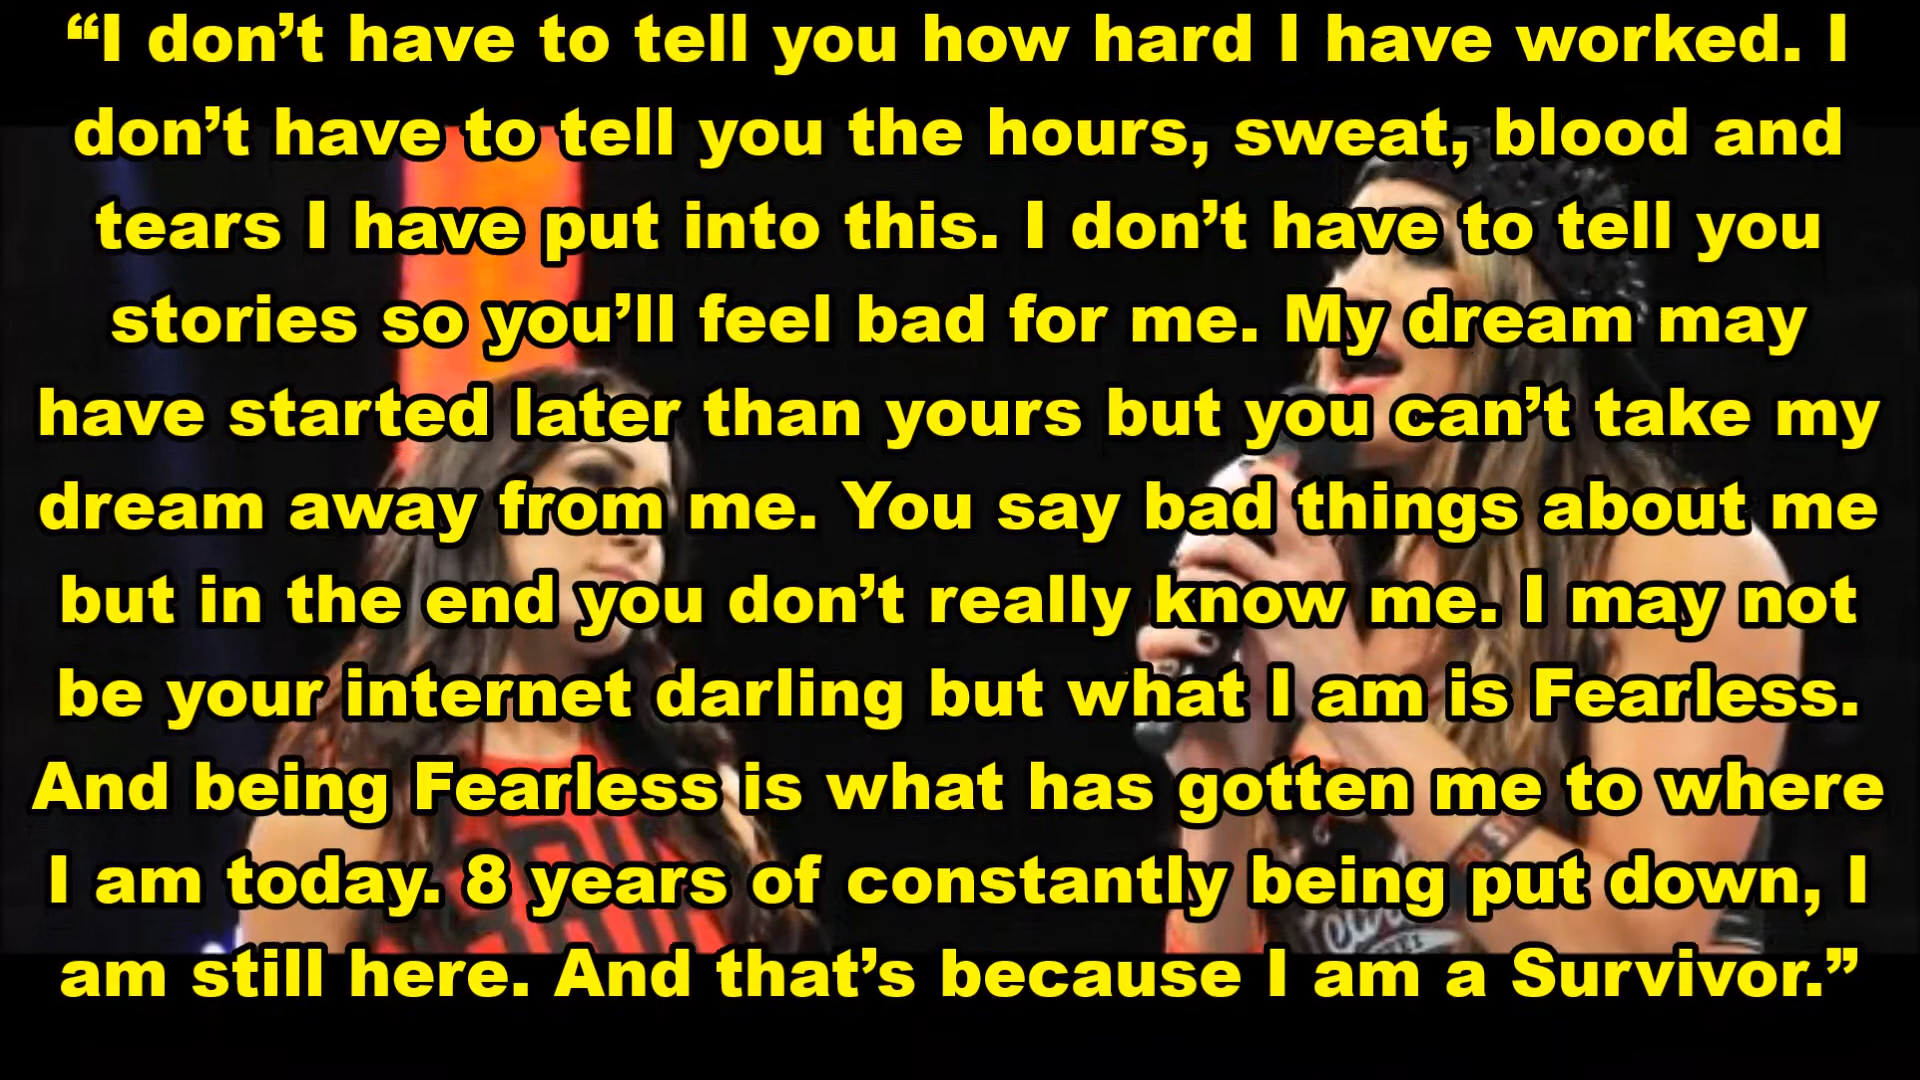 “I don’t have to tell you how hard I have worked. I
don’t have to tell you the hours, sweat, blood and
tears I have put into this. I don’t have to tell you
stories so you’ll feel bad for me. My dream may
have started later than yours but you can’t take my
dream away from me. You say bad things about me
but in the end you don’t really know me. I may not
be your internet darling but what I am is Fearless.
And being Fearless is what has gotten me to where
I am today. 8 years of constantly being put down, I
am still here. And that’s because I am a Survivor.”